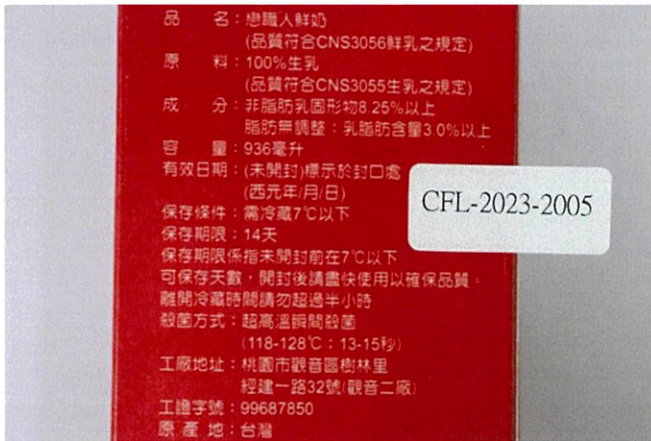 品　　名：戀職人鮮奶
(品質符合CNS3056鮮乳之規定)
原　　料：100%生乳
(品質符合CNS3055生乳之規定)
成　　分：非脂肪乳固形物8.25%以上
脂肪無調整：乳脂肪含量3.0%以上
容　　量：936毫升
有效日期：(未開封)標示於封口處
(西元年/月/日)
CFL-2023-2005
保存條件：需冷藏7℃以下
保存期限：14天
保存期限係指未開封前在7℃以下
可保存天數，開封後請盡快使用以確保品質。
離開冷藏時間請勿超過半小時
殺菌方式：超高溫瞬間殺菌
(118-128℃；13-15秒)
工廠地址：桃園市觀音區樹林里
經建一路32號(觀音二廠)
工證字號：99687850
原 產 地：台灣